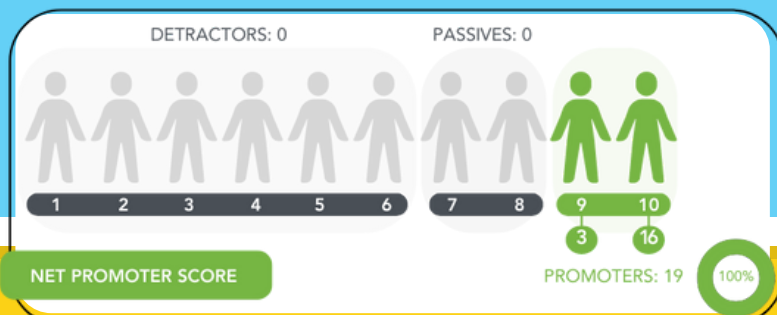 DETRACTORS: 0 PASSIVES: 0
1 2 3 4 5 6 7 8 9 10
3 16
NET PROMOTER SCORE PROMOTERS: 19 100%